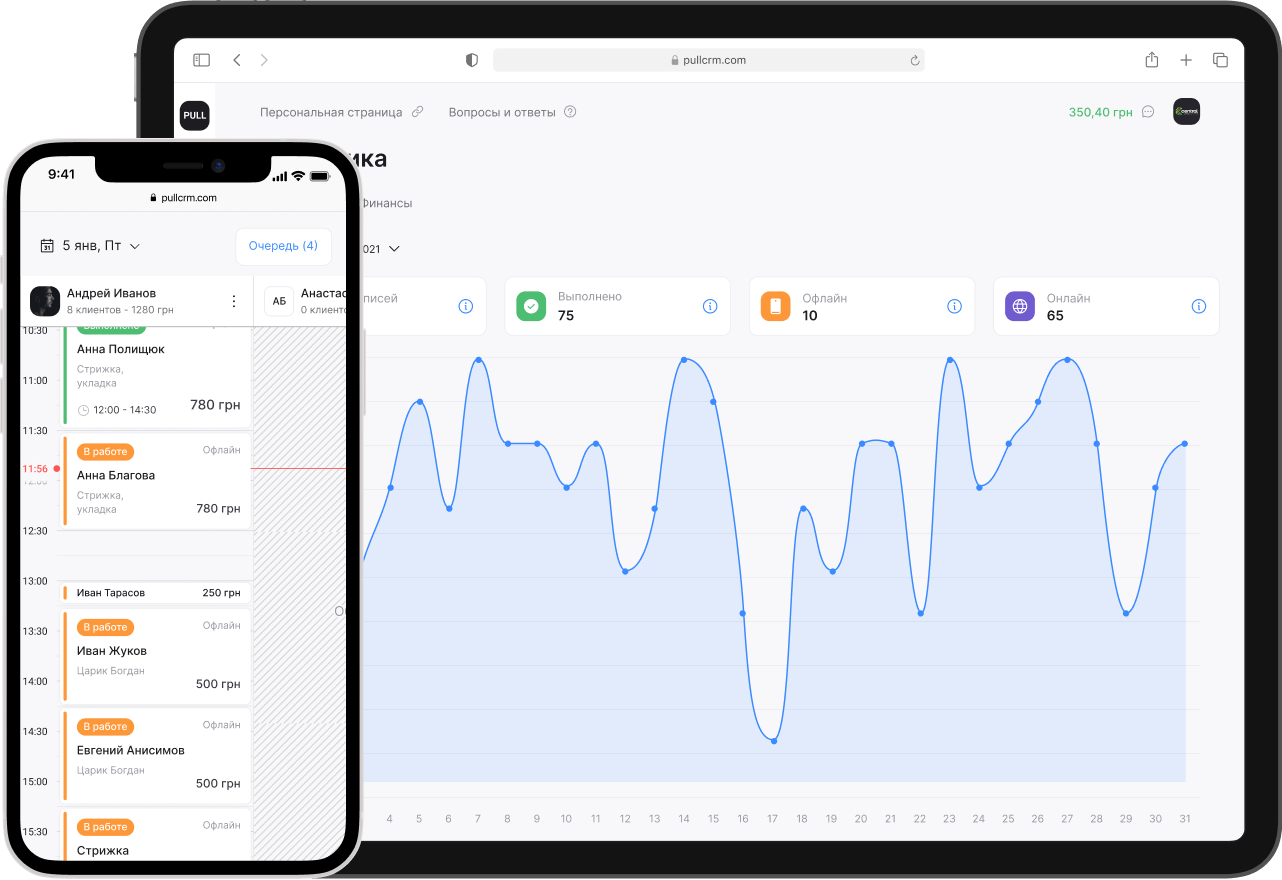 pullcrm.com
PULL
Персональная страница
Вопросы и ответы
350,40 грн
Финансы
Выполнено
75
Офлайн
10
Онлайн
65
4 5 6 7 8 9 10 11 12 13 14 15 16 17 18 19 20 21 22 23 24 25 26 27 28 29 30 31
9:41
pullcrm.com
5 янв, Пт
Очередь (4)
Андрей Иванов
8 клиентов - 1280 грн
АБ
0 клиенто
10:30
Выполнено
Анна Полищюк
Стрижка,
укладка
11:00
12:00 - 14:30
780 грн
11:30
В работе
Офлайн
11:56
Анна Благова
12:00
Стрижка,
укладка
780 грн
12:30
13:00
Иван Тарасов
250 грн
13:30
В работе
Офлайн
Иван Жуков
Царик Богдан
14:00
500 грн
14:30
В работе
Офлайн
Евгений Анисимов
Царик Богдан
15:00
500 грн
15:30
В работе
Офлайн
Стрижка